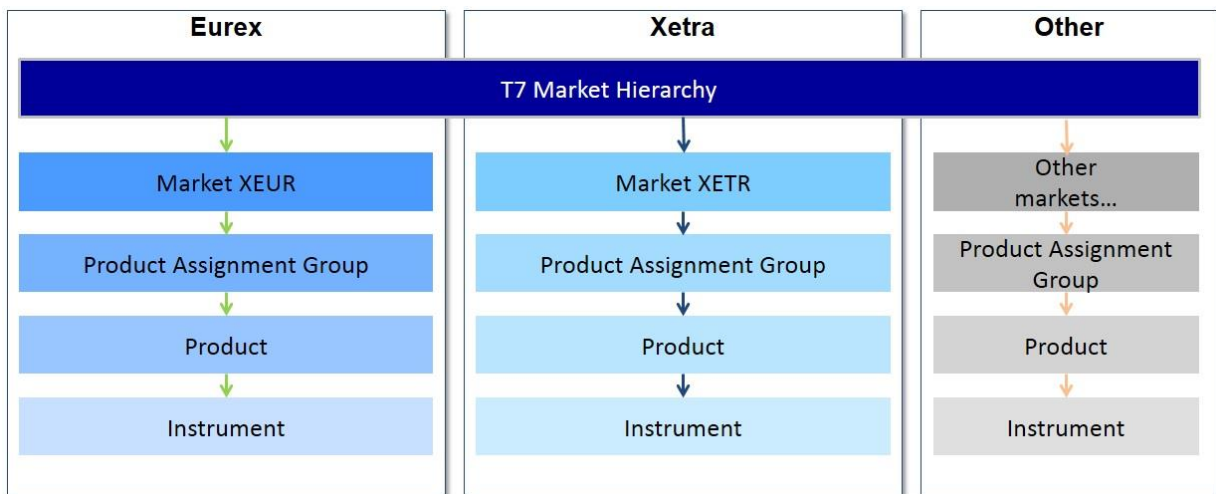 Eurex
Xetra
Other
T7 Market Hierarchy
Market XEUR
Market XETR
Other
markets...
Product Assignment Group
Product Assignment Group
Product Assignment
Group
Product
Product
Product
Instrument
Instrument
Instrument